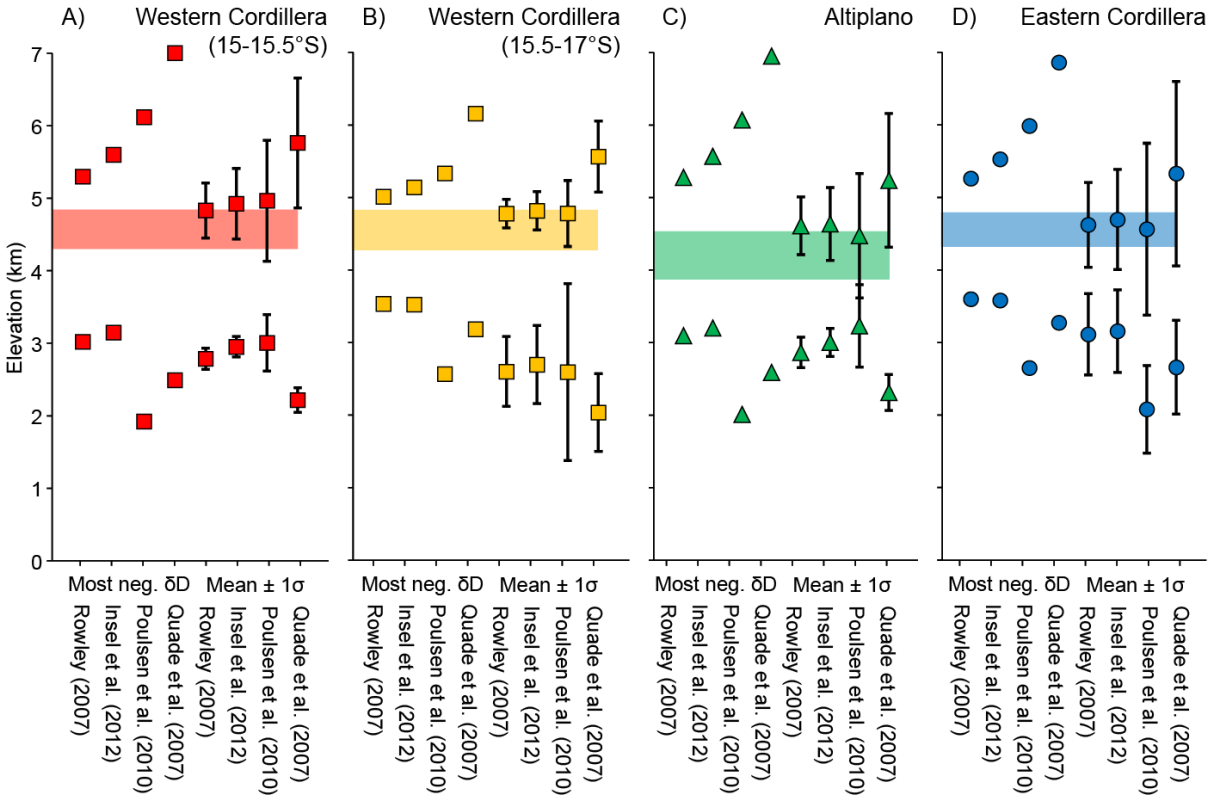 A) Western Cordillera
(15-15.5°S)
B) Western Cordillera
(15.5-17°S)
C) Altiplano
D) Eastern Cordillera
Elevation (km)
7
6
5
4
3
2
1
0
Most neg. δD Mean ± 1σ
Rowley (2007)
Insel et al. (2012)
Poulsen et al. (2010)
Quade et al. (2007)
Rowley (2007)
Insel et al. (2012)
Poulsen et al. (2010)
Quade et al. (2007)
Most neg. δD Mean ± 1σ
Rowley (2007)
Insel et al. (2012)
Poulsen et al. (2010)
Quade et al. (2007)
Rowley (2007)
Insel et al. (2012)
Poulsen et al. (2010)
Quade et al. (2007)
Most neg. δD Mean ± 1σ
Rowley (2007)
Insel et al. (2012)
Poulsen et al. (2010)
Quade et al. (2007)
Rowley (2007)
Insel et al. (2012)
Poulsen et al. (2010)
Quade et al. (2007)
Most neg. δD Mean ± 1σ
Rowley (2007)
Insel et al. (2012)
Poulsen et al. (2010)
Quade et al. (2007)
Rowley (2007)
Insel et al. (2012)
Poulsen et al. (2010)
Quade et al. (2007)